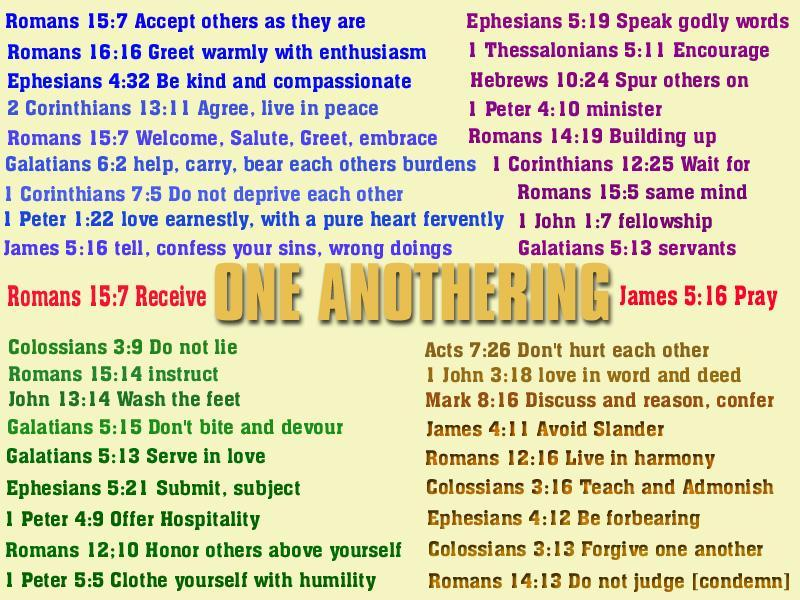 Romans 15:7 Accept others as they are
Romans 16:16 Greet warmly with enthusiasm
Ephesians 4:32 Be kind and compassionate
2 Corinthians 13:11 Agree, live in peace
Romans 15:7 Welcome, Salute, Greet, embrace
Galatians 6:2 help, carry, bear each others burdens
1 Corinthians 7:5 Do not deprive each other
1 Peter 1:22 love earnestly, with a pure heart fervently
James 5:16 tell, confess your sins, wrong doings
Ephesians 5:19 Speak godly words
1 Thessalonians 5:11 Encourage
Hebrews 10:24 Spur others on
1 Peter 4:10 minister
Romans 14:19 Building up
1 Corinthians 12:25 Wait for
Romans 15:5 same mind
1 John 1:7 fellowship
Galatians 5:13 servants
Romans 15:7 Receive
ONE ANOTHERING
James 5:16 Pray
Colossians 3:9 Do not lie
Romans 15:14 instruct
John 13:14 Wash the feet
Galatians 5:15 Don't bite and devour
Galatians 5:13 Serve in love
Ephesians 5:21 Submit, subject
1 Peter 4:9 Offer Hospitality
Romans 12;10 Honor others above yourself
1 Peter 5:5 Clothe yourself with humility
Acts 7:26 Don't hurt each other
1 John 3:18 love in word and deed
Mark 8:16 Discuss and reason, confer
James 4:11 Avoid Slander
Romans 12:16 Live in harmony
Colossians 3:16 Teach and Admonish
Ephesians 4:12 Be forbearing
Colossians 3:13 Forgive one another
Romans 14:13 Do not judge [condemn]